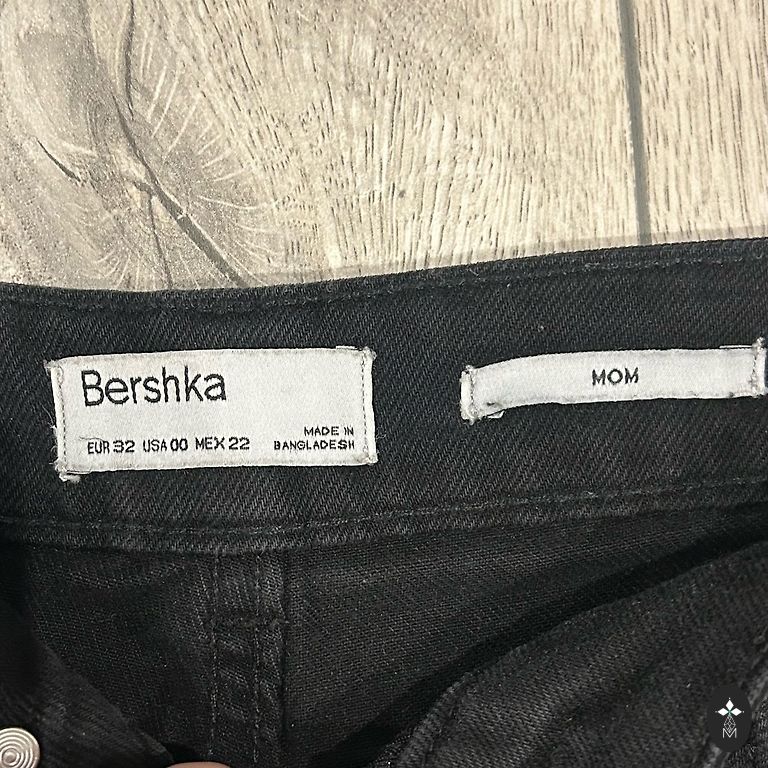 Bershka
EUR 32 USA 00 MEX 22
MADE IN
BANGLADESH
MOM
M